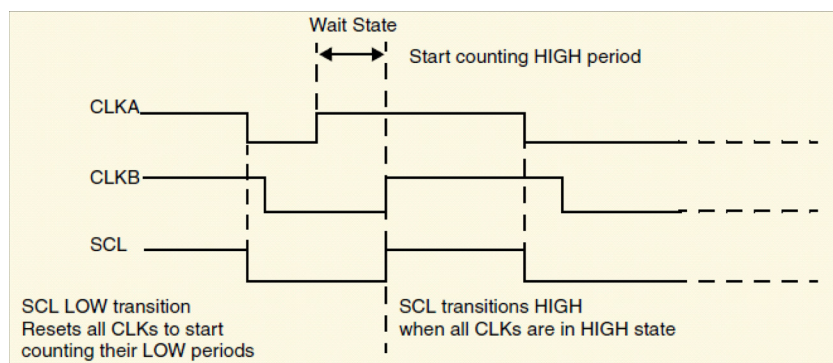 Wait State
Start counting HIGH period
CLKA
CLKB
SCL
SCL LOW transition
Resets all CLKs to start
counting their LOW periods
SCL transitions HIGH
when all CLKs are in HIGH state